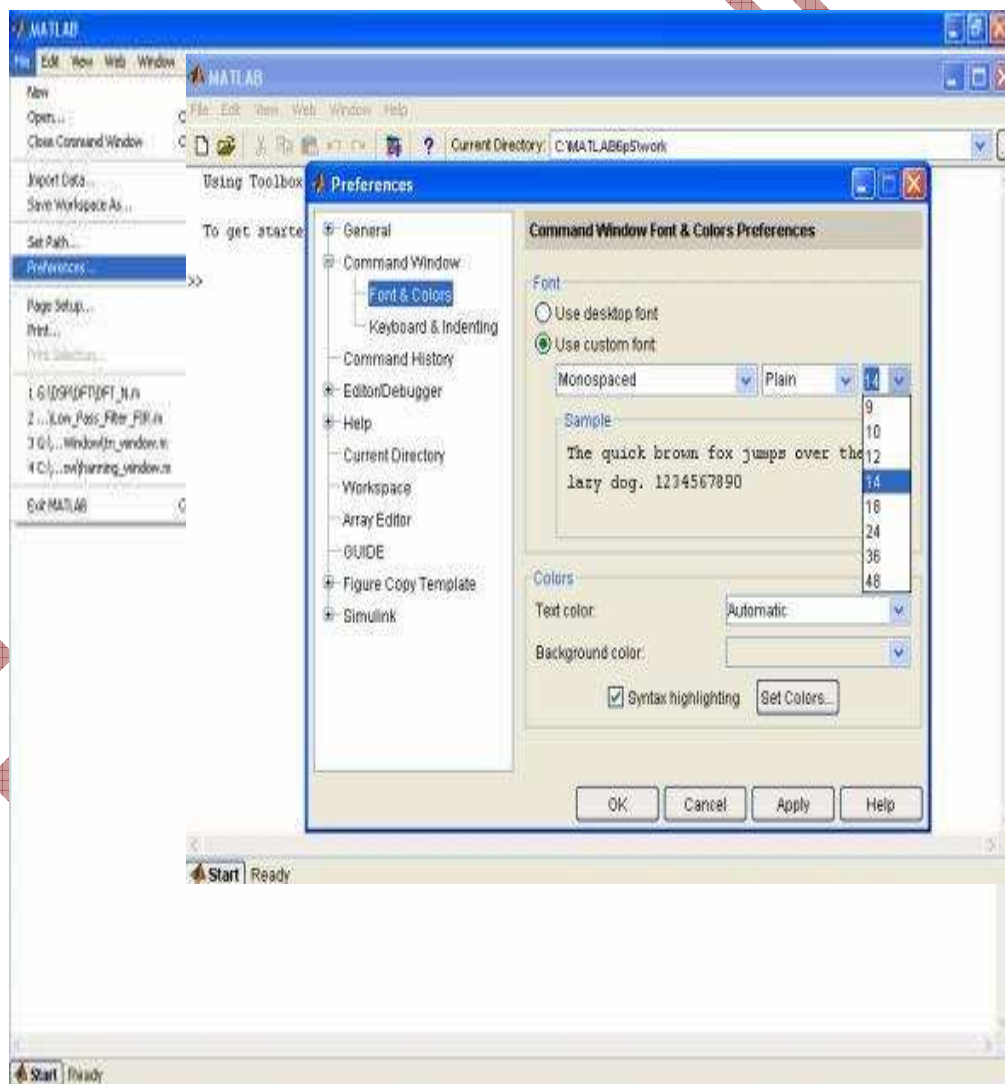 MATLAB
File Edit View Web Window
New
Open...
Close Command Window
Import Data...
Save Workspace As...
Set Path...
Preferences...
Page Setup...
Print...
Print Selection...
Exit MATLAB
Start Ready
MATLAB
File Edit View Web Window Help
? Current Directory: C:\MATLAB6p5\work
Using Toolbox
To get starte
>>
Start Ready
Preferences
General
Command Window
Font & Colors
Keyboard & Indenting
Command History
Editor/Debugger
Help
Current Directory
Workspace
Array Editor
GUIDE
Figure Copy Template
Simulink
Command Window Font & Colors Preferences
Font
Use desktop font
Use custom font
Monospaced Plain 14
9
10
12
14
18
24
36
48
Sample
The quick brown fox jumps over the
lazy dog. 1234567890
Colors
Text color: Automatic
Background color:
Syntax highlighting Set Colors...
OK Cancel Apply Help